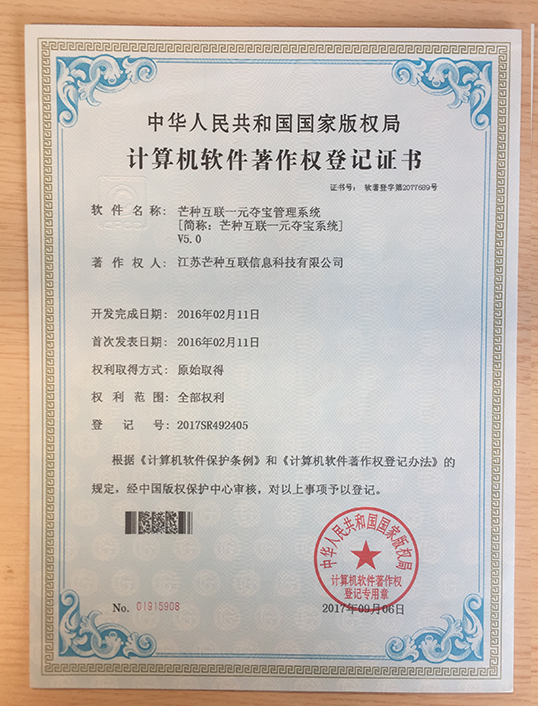 中华人民共和国国家版权局
计算机软件著作权登记证书
证书号： 软著登字第2077689号
软件名称： 芒种互联一元夺宝管理系统
[简称：芒种互联一元夺宝系统]
V5.0
著作权人： 江苏芒种互联信息科技有限公司
开发完成日期： 2016年02月11日
首次发表日期： 2016年02月11日
权利取得方式： 原始取得
权利范围： 全部权利
登记号： 2017SR492405
根据《计算机软件保护条例》和《计算机软件著作权登记办法》的
规定，经中国版权保护中心审核，对以上事项予以登记。
中华人民共和国国家版权局
计算机软件著作权
登记专用章
No. 01915908
2017年09月06日